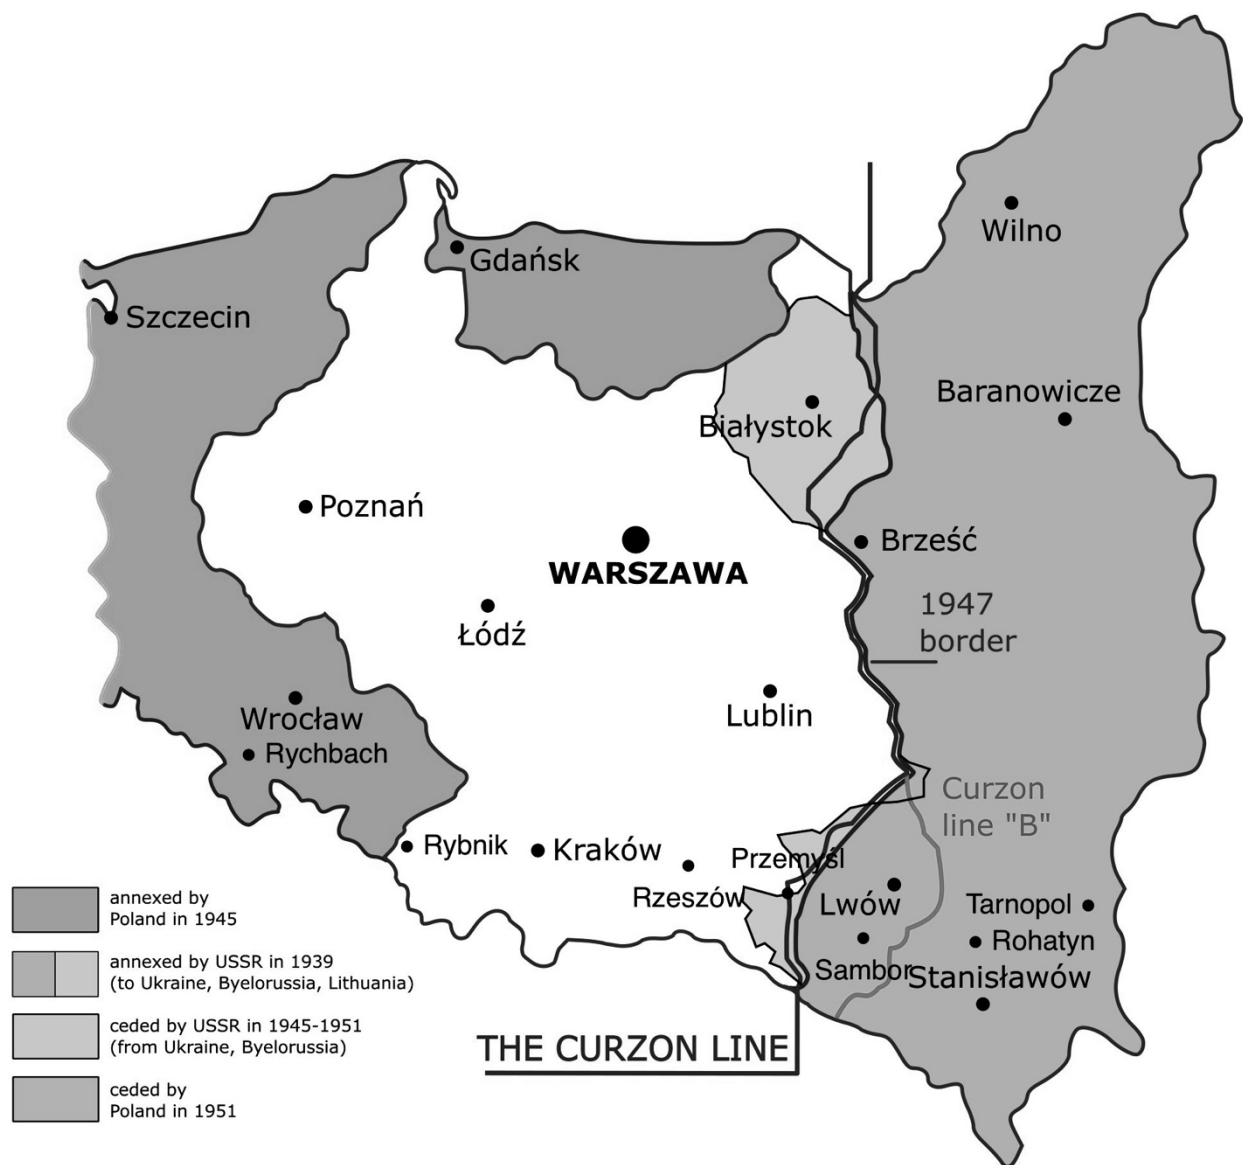 Wilno
Gdańsk
Szczecin
Baranowicze
Białystok
Poznań
Brześć
WARSZAWA
1947
border
Łódź
Lublin
Wrocław
Rychbach
Curzon
line "B"
Rybnik
Kraków
Przemyśl
Rzeszów
Lwów
Tarnopol
Rohatyn
Sambor
Stanisławów
THE CURZON LINE
annexed by
Poland in 1945
annexed by USSR in 1939
(to Ukraine, Byelorussia, Lithuania)
ceded by USSR in 1945-1951
(from Ukraine, Byelorussia)
ceded by
Poland in 1951